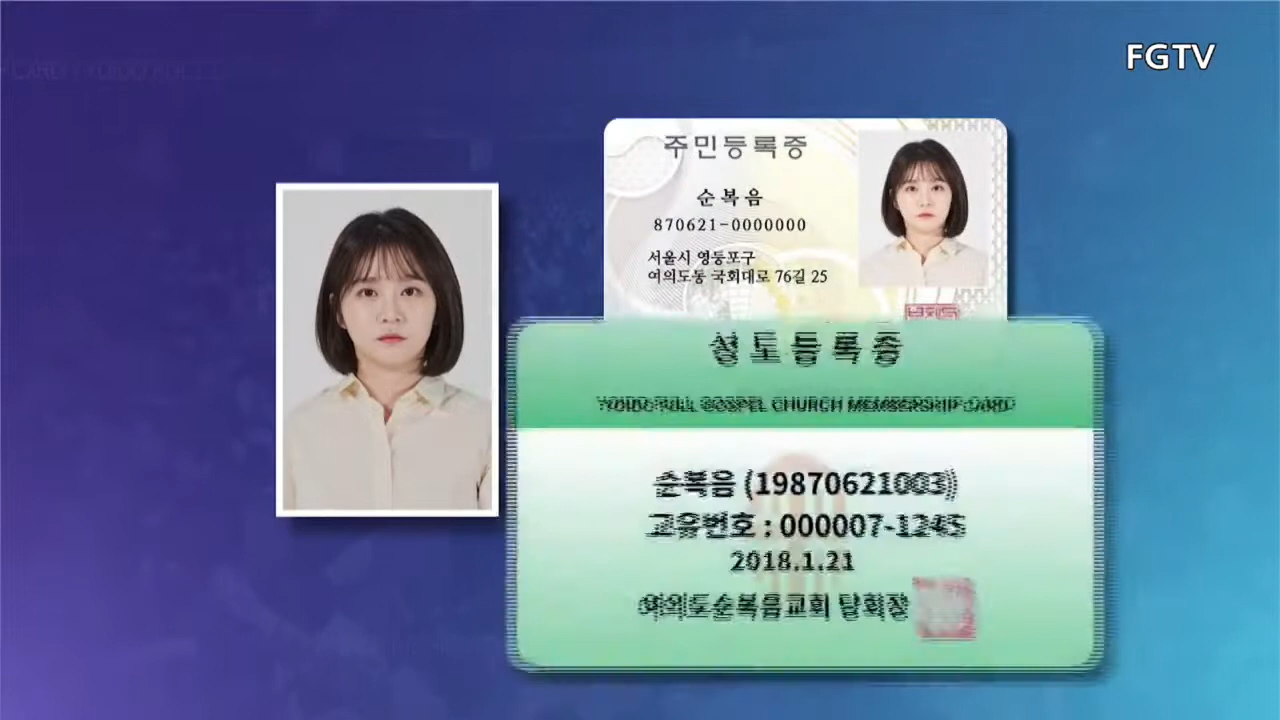 FGTV
주민등록증
순복음
870621-0000000
서울시 영등포구
여의도동 국회대로 76길 25
성도등록증
YOIDO FULL GOSPEL CHURCH MEMBERSHIP CARD
순복음 (19870621003)
고유번호 : 000007-1245
2018.1.21
여의도순복음교회 당회장